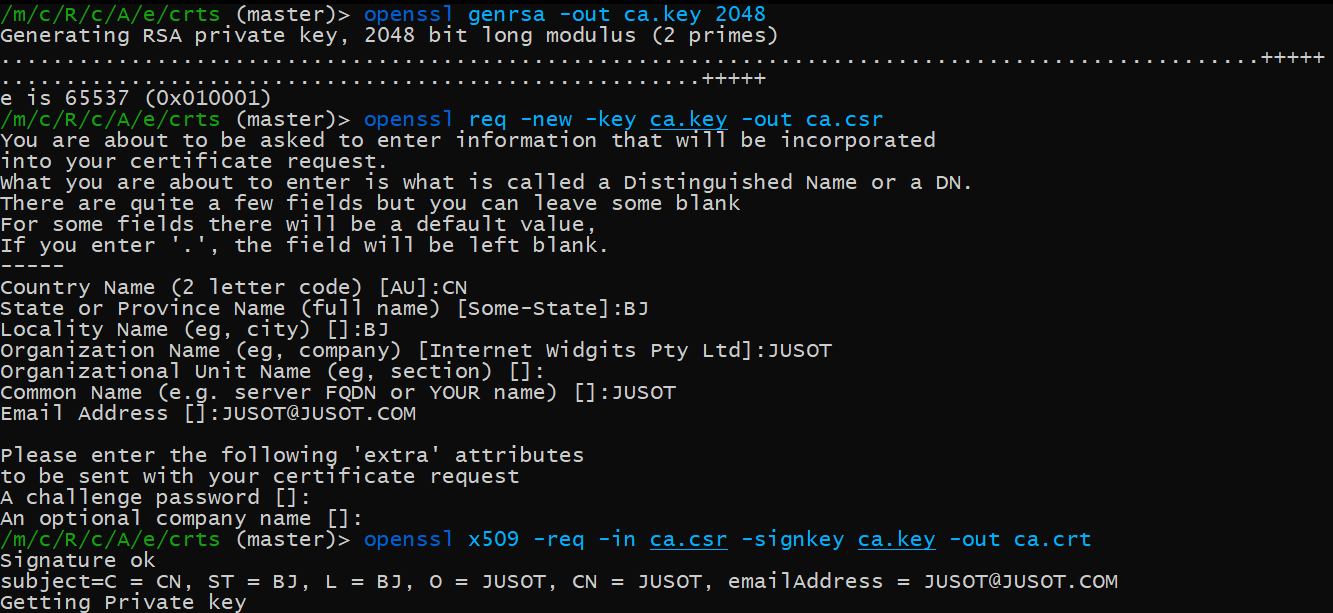 /m/c/R/c/A/e/crts (master)> openssl genrsa -out ca.key 2048
Generating RSA private key, 2048 bit long modulus (2 primes)
.................................................................................................+++++
......................................................+++++
e is 65537 (0x010001)
/m/c/R/c/A/e/crts (master)> openssl req -new -key ca.key -out ca.csr
You are about to be asked to enter information that will be incorporated
into your certificate request.
What you are about to enter is what is called a Distinguished Name or a DN.
There are quite a few fields but you can leave some blank
For some fields there will be a default value,
If you enter '.', the field will be left blank.
-----
Country Name (2 letter code) [AU]:CN
State or Province Name (full name) [Some-State]:BJ
Locality Name (eg, city) []:BJ
Organization Name (eg, company) [Internet Widgits Pty Ltd]:JUSOT
Organizational Unit Name (eg, section) []:
Common Name (e.g. server FQDN or YOUR name) []:JUSOT
Email Address []:JUSOT@JUSOT.COM
Please enter the following 'extra' attributes
to be sent with your certificate request
A challenge password []:
An optional company name []:
/m/c/R/c/A/e/crts (master)> openssl x509 -req -in ca.csr -signkey ca.key -out ca.crt
Signature ok
subject=C = CN, ST = BJ, L = BJ, O = JUSOT, CN = JUSOT, emailAddress = JUSOT@JUSOT.COM
Getting Private key